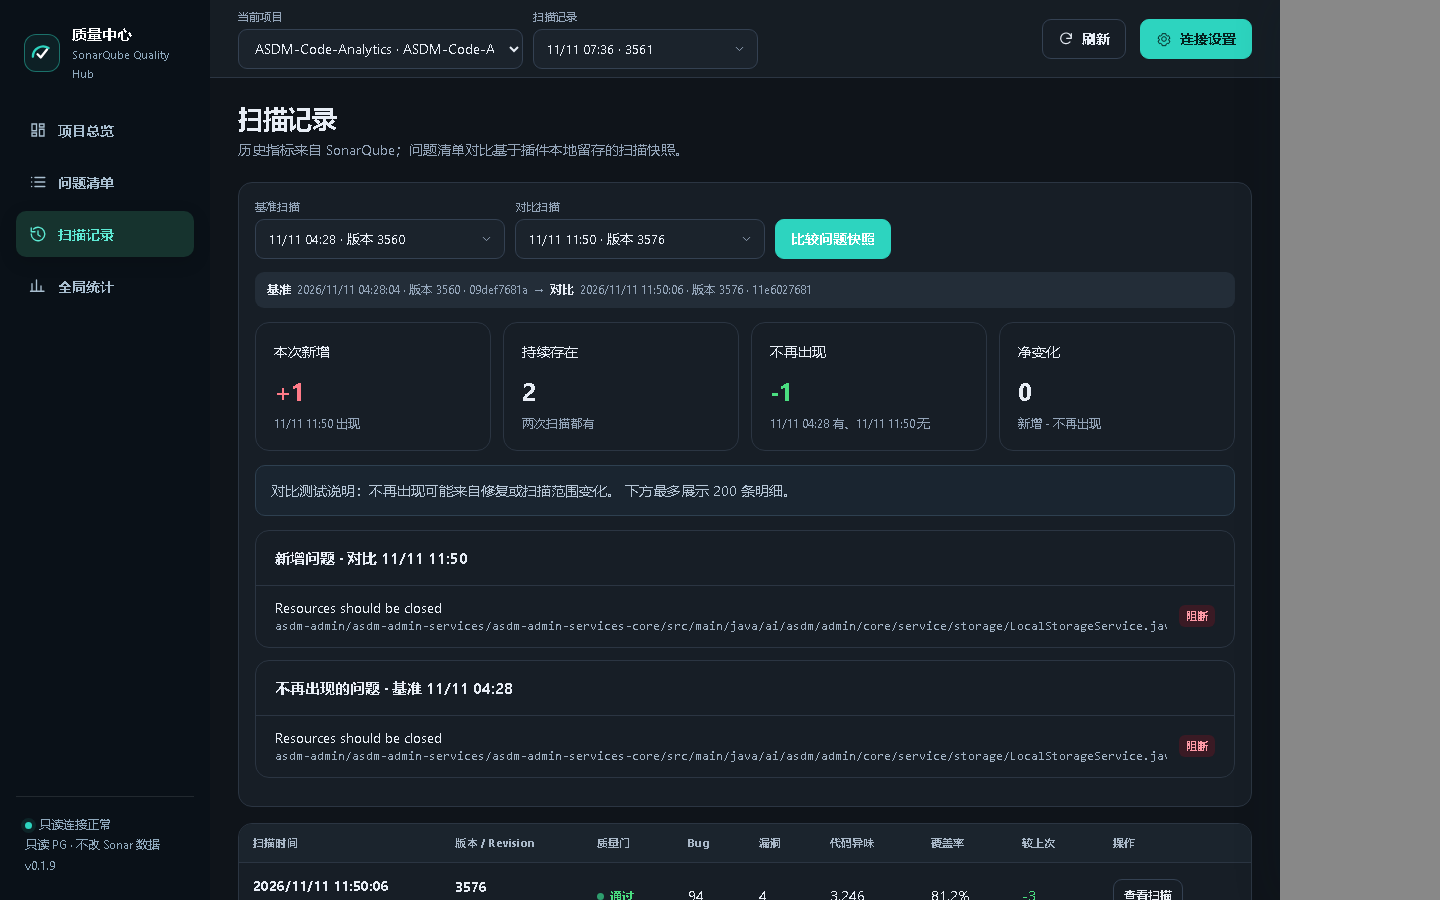 质量中心
SonarQube Quality
Hub
项目总览
问题清单
扫描记录
全局统计
只读连接正常
只读 PG · 不改 Sonar 数据
v0.1.9
当前项目
ASDM-Code-Analytics · ASDM-Code-A
扫描记录
11/11 07:36 · 3561
刷新
连接设置
扫描记录
历史指标来自 SonarQube；问题清单对比基于插件本地留存的扫描快照。
基准扫描
11/11 04:28 · 版本 3560
对比扫描
11/11 11:50 · 版本 3576
比较问题快照
基准 2026/11/11 04:28:04 · 版本 3560 · 09def7681a → 对比 2026/11/11 11:50:06 · 版本 3576 · 11e6027681
本次新增
+1
11/11 11:50 出现
持续存在
2
两次扫描都有
不再出现
-1
11/11 04:28 有、11/11 11:50 无
净变化
0
新增 - 不再出现
对比测试说明：不再出现可能来自修复或扫描范围变化。 下方最多展示 200 条明细。
新增问题 - 对比 11/11 11:50
Resources should be closed
asdm-admin/asdm-admin-services/asdm-admin-services-core/src/main/java/ai/asdm/admin/core/service/storage/LocalStorageService.jav
阻断
不再出现的问题 - 基准 11/11 04:28
Resources should be closed
asdm-admin/asdm-admin-services/asdm-admin-services-core/src/main/java/ai/asdm/admin/core/service/storage/LocalStorageService.jav
阻断
扫描时间 版本 / Revision 质量门 Bug 漏洞 代码异味 覆盖率 较上次 操作
2026/11/11 11:50:06 3576 通过 94 4 3,246 81.2% -3 查看扫描